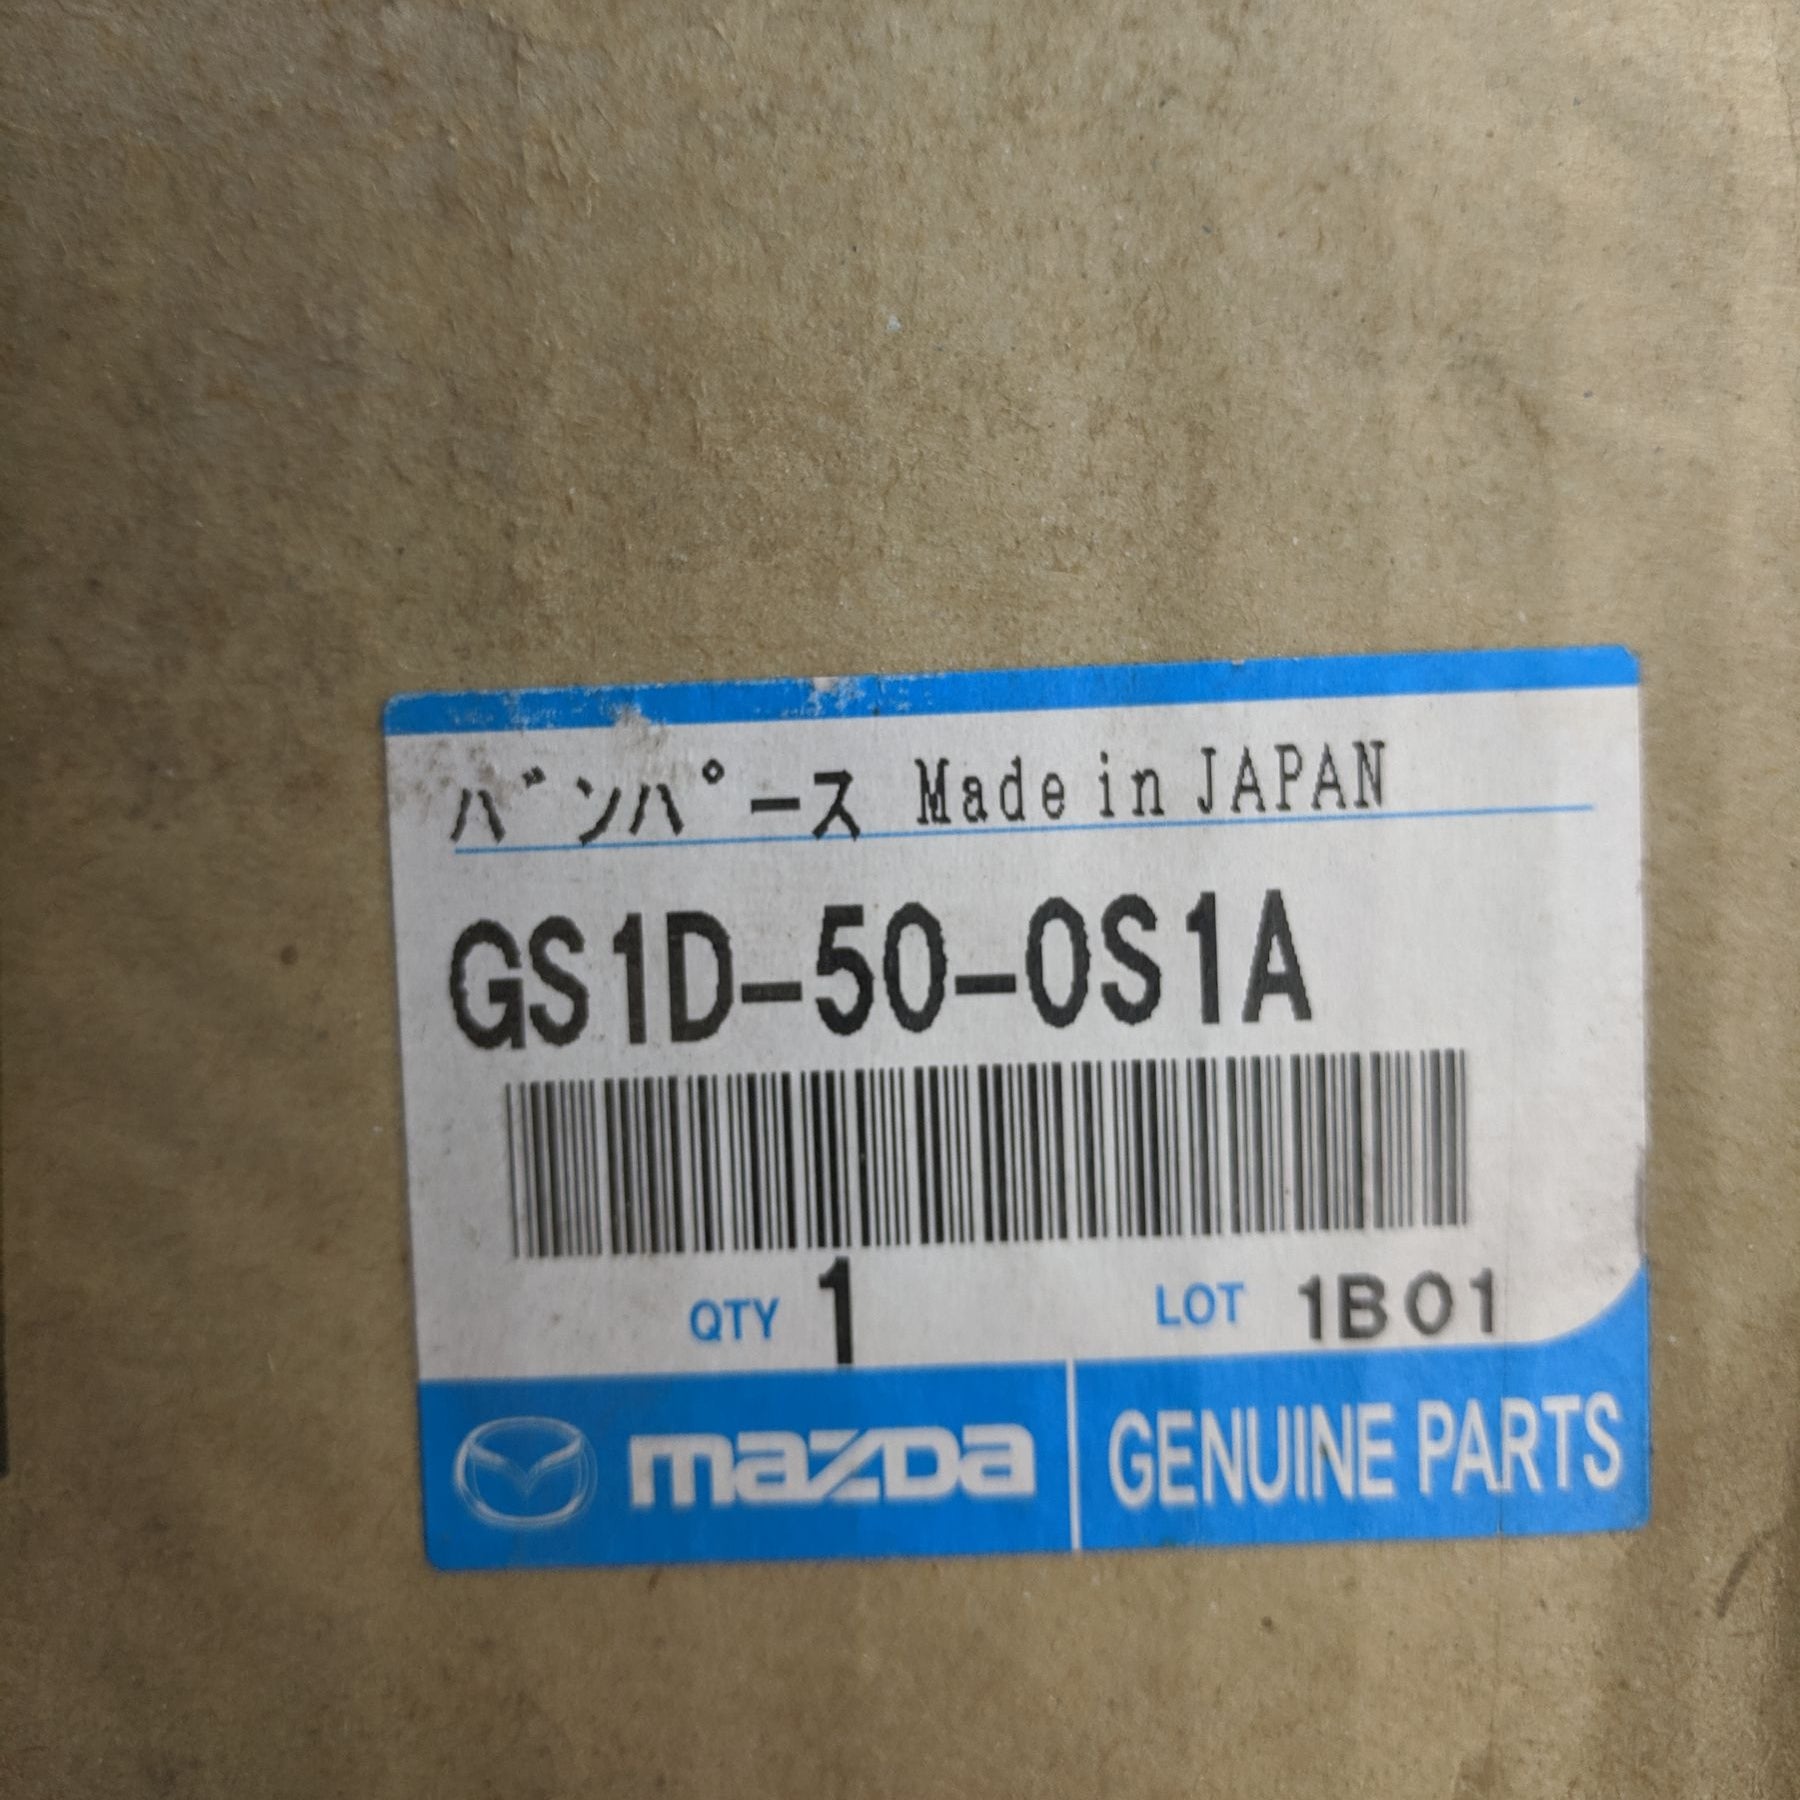 バンパース Made in JAPAN
GS1D-50-0S1A
QTY 1 LOT 1B01
mazda GENUINE PARTS